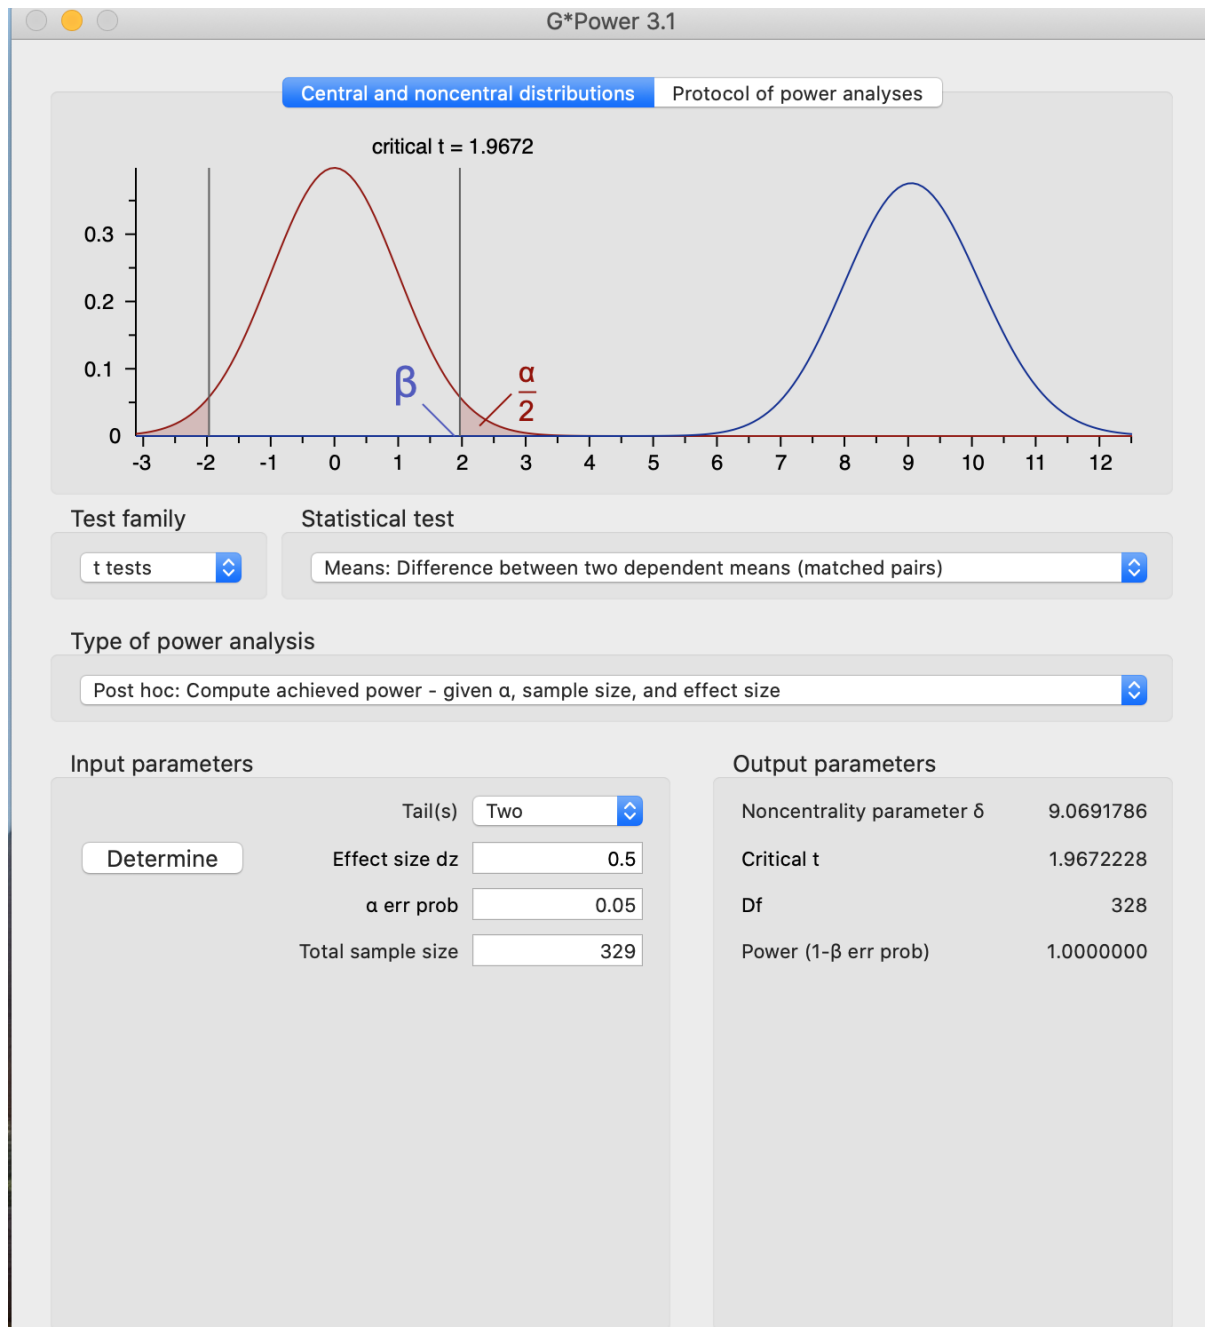 G*Power 3.1
Central and noncentral distributions
Protocol of power analyses
critical t = 1.9672
0.3
0.2
0.1
0
β
α
2
-3 -2 -1 0 1 2 3 4 5 6 7 8 9 10 11 12
Test family
Statistical test
t tests
Means: Difference between two dependent means (matched pairs)
Type of power analysis
Post hoc: Compute achieved power - given α, sample size, and effect size
Input parameters
Tail(s) Two
Determine
Effect size dz 0.5
α err prob 0.05
Total sample size 329
Output parameters
Noncentrality parameter δ 9.0691786
Critical t 1.9672228
Df 328
Power (1-β err prob) 1.0000000